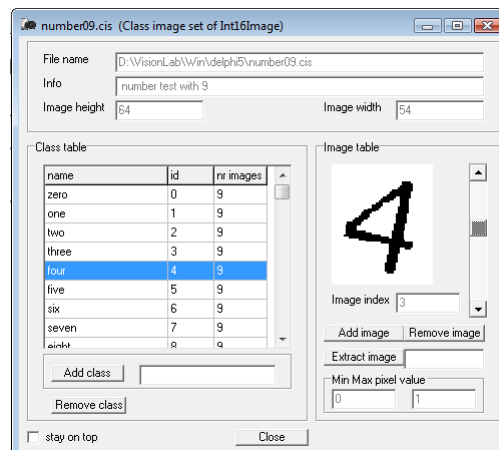 number09.cis (Class image set of Int16Image)
File name D:\VisionLab\Win\delphi5\number09.cis
Info number test with 9
Image height 64 Image width 54
Class table
name id nr images
zero 0 9
one 1 9
two 2 9
three 3 9
four 4 9
five 5 9
six 6 9
seven 7 9
eight 8 9
Add class
Remove class
Image table
4
Image index 3
Add image Remove image
Extract image
Min Max pixel value
0 1
stay on top Close